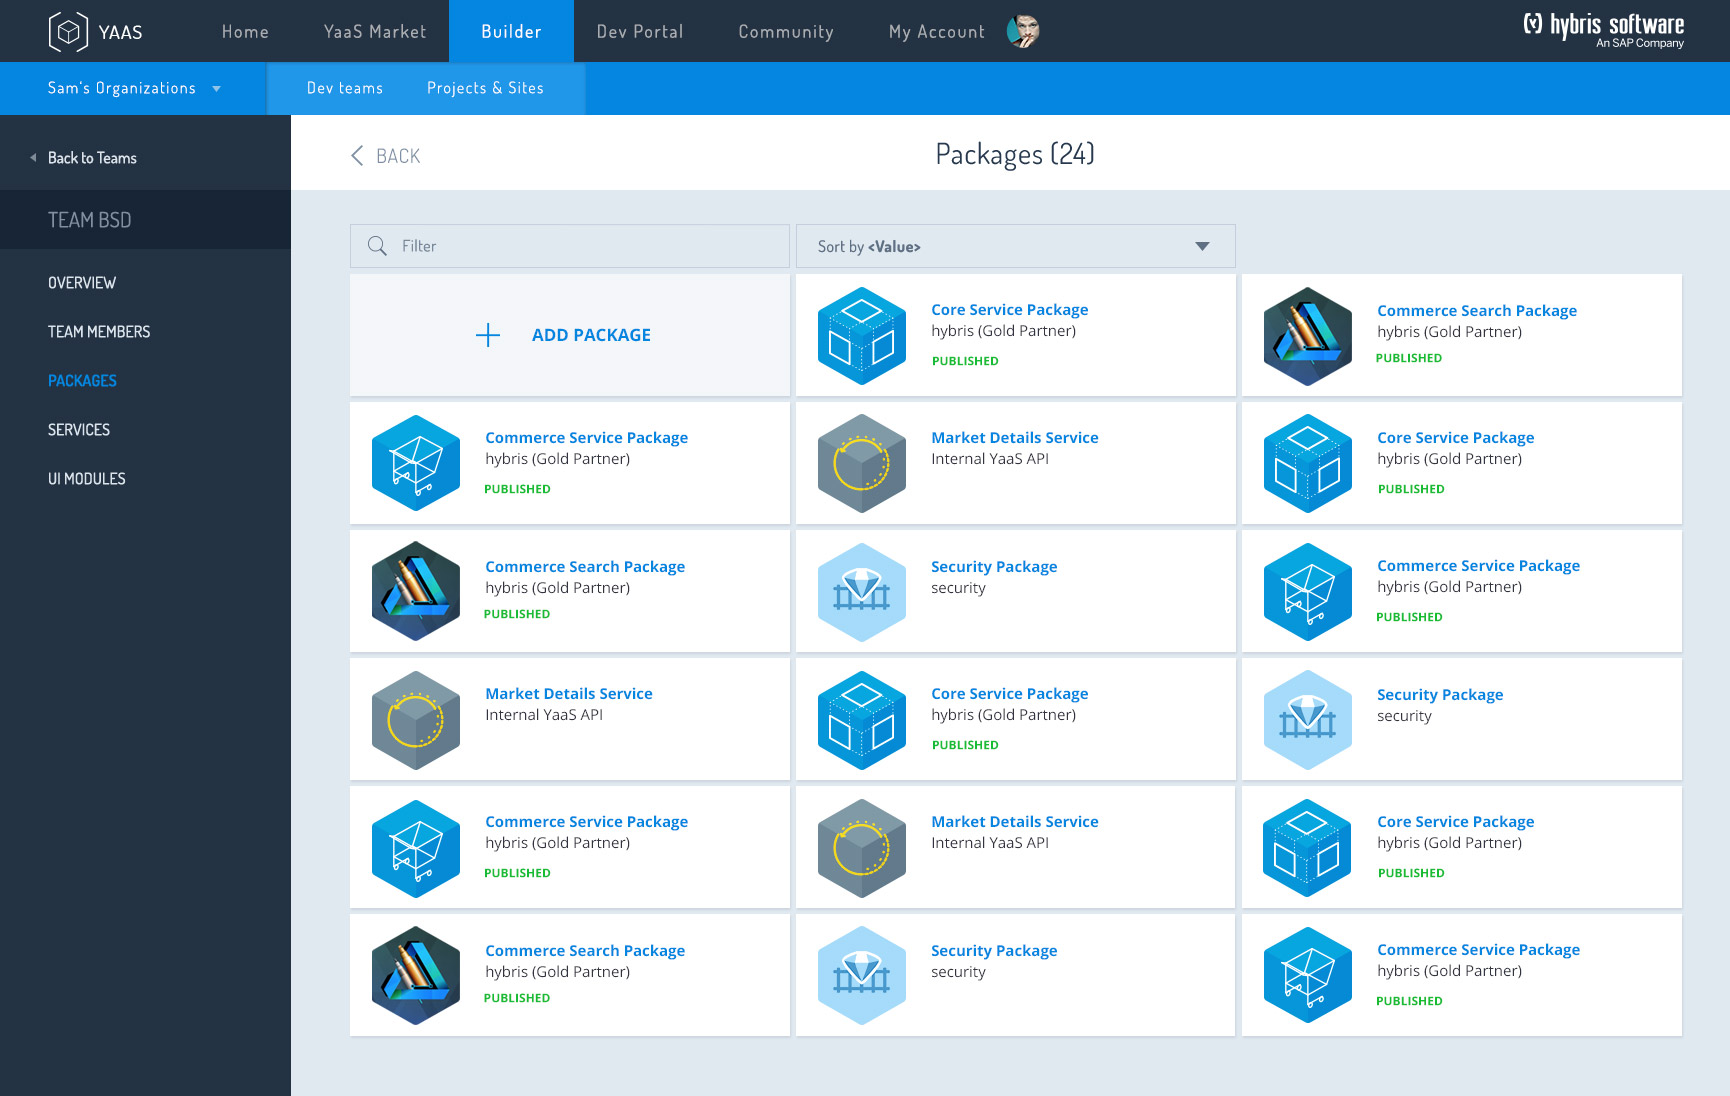 YAAS
Home
YaaS Market
Builder
Dev Portal
Community
My Account
(Y) hybris software
An SAP Company
Sam's Organizations
Dev teams
Projects & Sites
Back to Teams
TEAM BSD
OVERVIEW
TEAM MEMBERS
PACKAGES
SERVICES
UI MODULES
BACK
Packages (24)
Filter
Sort by <Value>
ADD PACKAGE
Core Service Package
hybris (Gold Partner)
PUBLISHED
Commerce Search Package
hybris (Gold Partner)
PUBLISHED
Commerce Service Package
hybris (Gold Partner)
PUBLISHED
Market Details Service
Internal YaaS API
Core Service Package
hybris (Gold Partner)
PUBLISHED
Commerce Search Package
hybris (Gold Partner)
PUBLISHED
Security Package
security
Commerce Service Package
hybris (Gold Partner)
PUBLISHED
Market Details Service
Internal YaaS API
Core Service Package
hybris (Gold Partner)
PUBLISHED
Security Package
security
Commerce Service Package
hybris (Gold Partner)
PUBLISHED
Market Details Service
Internal YaaS API
Core Service Package
hybris (Gold Partner)
PUBLISHED
Commerce Search Package
hybris (Gold Partner)
PUBLISHED
Security Package
security
Commerce Service Package
hybris (Gold Partner)
PUBLISHED